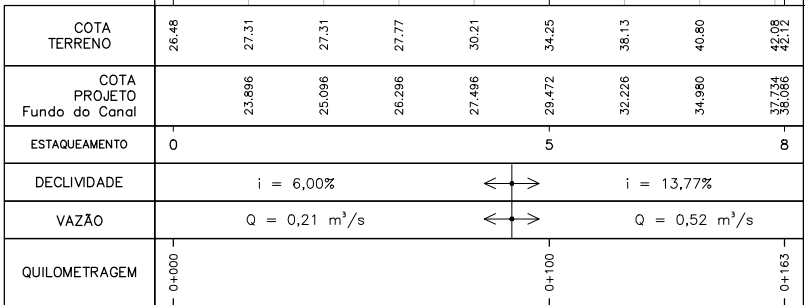 COTA
TERRENO
26.48 27.31 27.31 27.77 30.21 34.25 38.13 40.80 42.08 42.12
COTA
PROJETO
Fundo do Canal
23.896 25.096 26.296 27.496 29.472 32.226 34.980 37.734 38.086
ESTAQUEAMENTO 0 5 8
DECLIVIDADE i = 6,00% i = 13,77%
VAZÃO Q = 0,21 m³/s Q = 0,52 m³/s
QUILOMETRAGEM 0+000 0+100 0+163